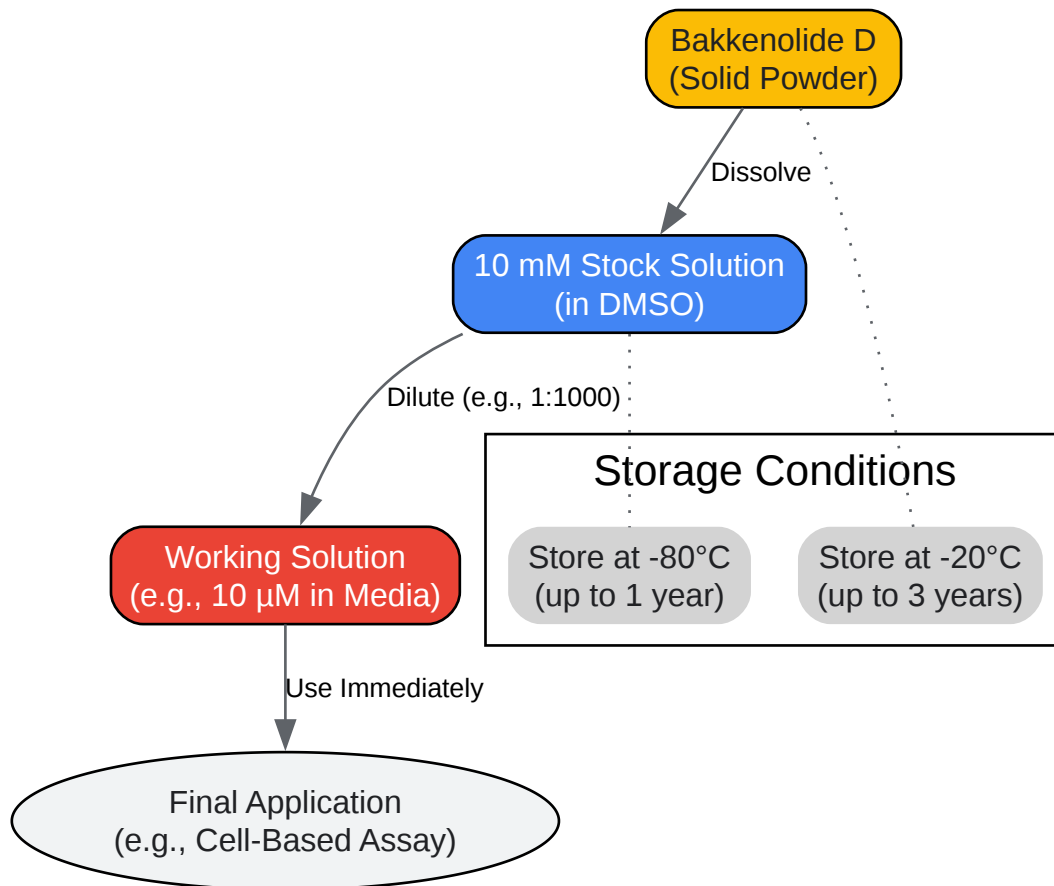 Bakkenolide D
(Solid Powder)
Dissolve
10 mM Stock Solution
(in DMSO)
Dilute (e.g., 1:1000)
Storage Conditions
Working Solution
(e.g., 10 µM in Media)
Store at -80°C
(up to 1 year)
Store at -20°C
(up to 3 years)
Use Immediately
Final Application
(e.g., Cell-Based Assay)